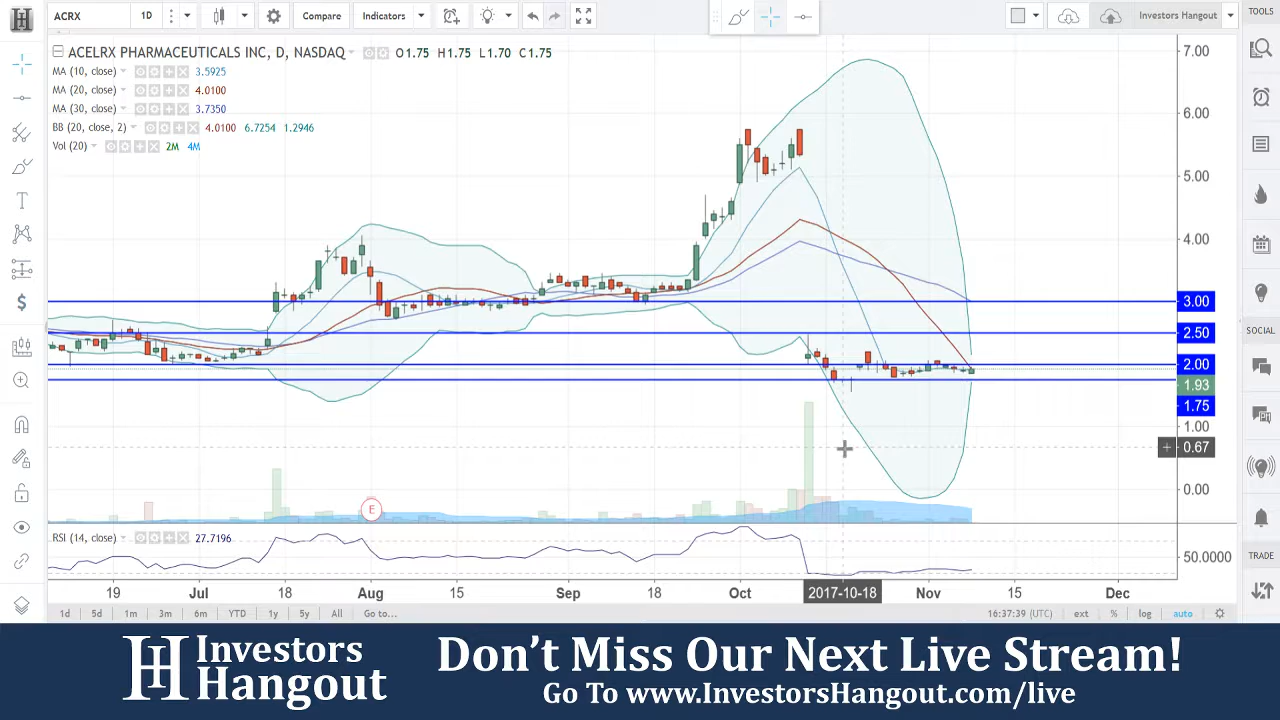 ACRX 1D Compare Indicators Investors Hangout TOOLS
ACELRX PHARMACEUTICALS INC, D, NASDAQ O1.75 H1.75 L1.70 C1.75
MA (10, close) 3.5925
MA (20, close) 4.0100
MA (30, close) 3.7350
BB (20, close, 2) 4.0100 6.7254 1.2946
Vol (20) 2M 4M
7.00
6.00
5.00
4.00
3.00
2.50
SOCIAL
2.00
1.93
1.75
1.00
+ 0.67
0.00
E
RSI (14, close) 27.7196
50.0000
TRADE
19 Jul 18 Aug 15 Sep 18 Oct 2017-10-18 Nov 15 Dec
1d 5d 1m 3m 6m YTD 1y 5y All Go to... 16:37:39 (UTC) ext % log auto
IH Investors Hangout
Don’t Miss Our Next Live Stream!
Go To www.InvestorsHangout.com/live